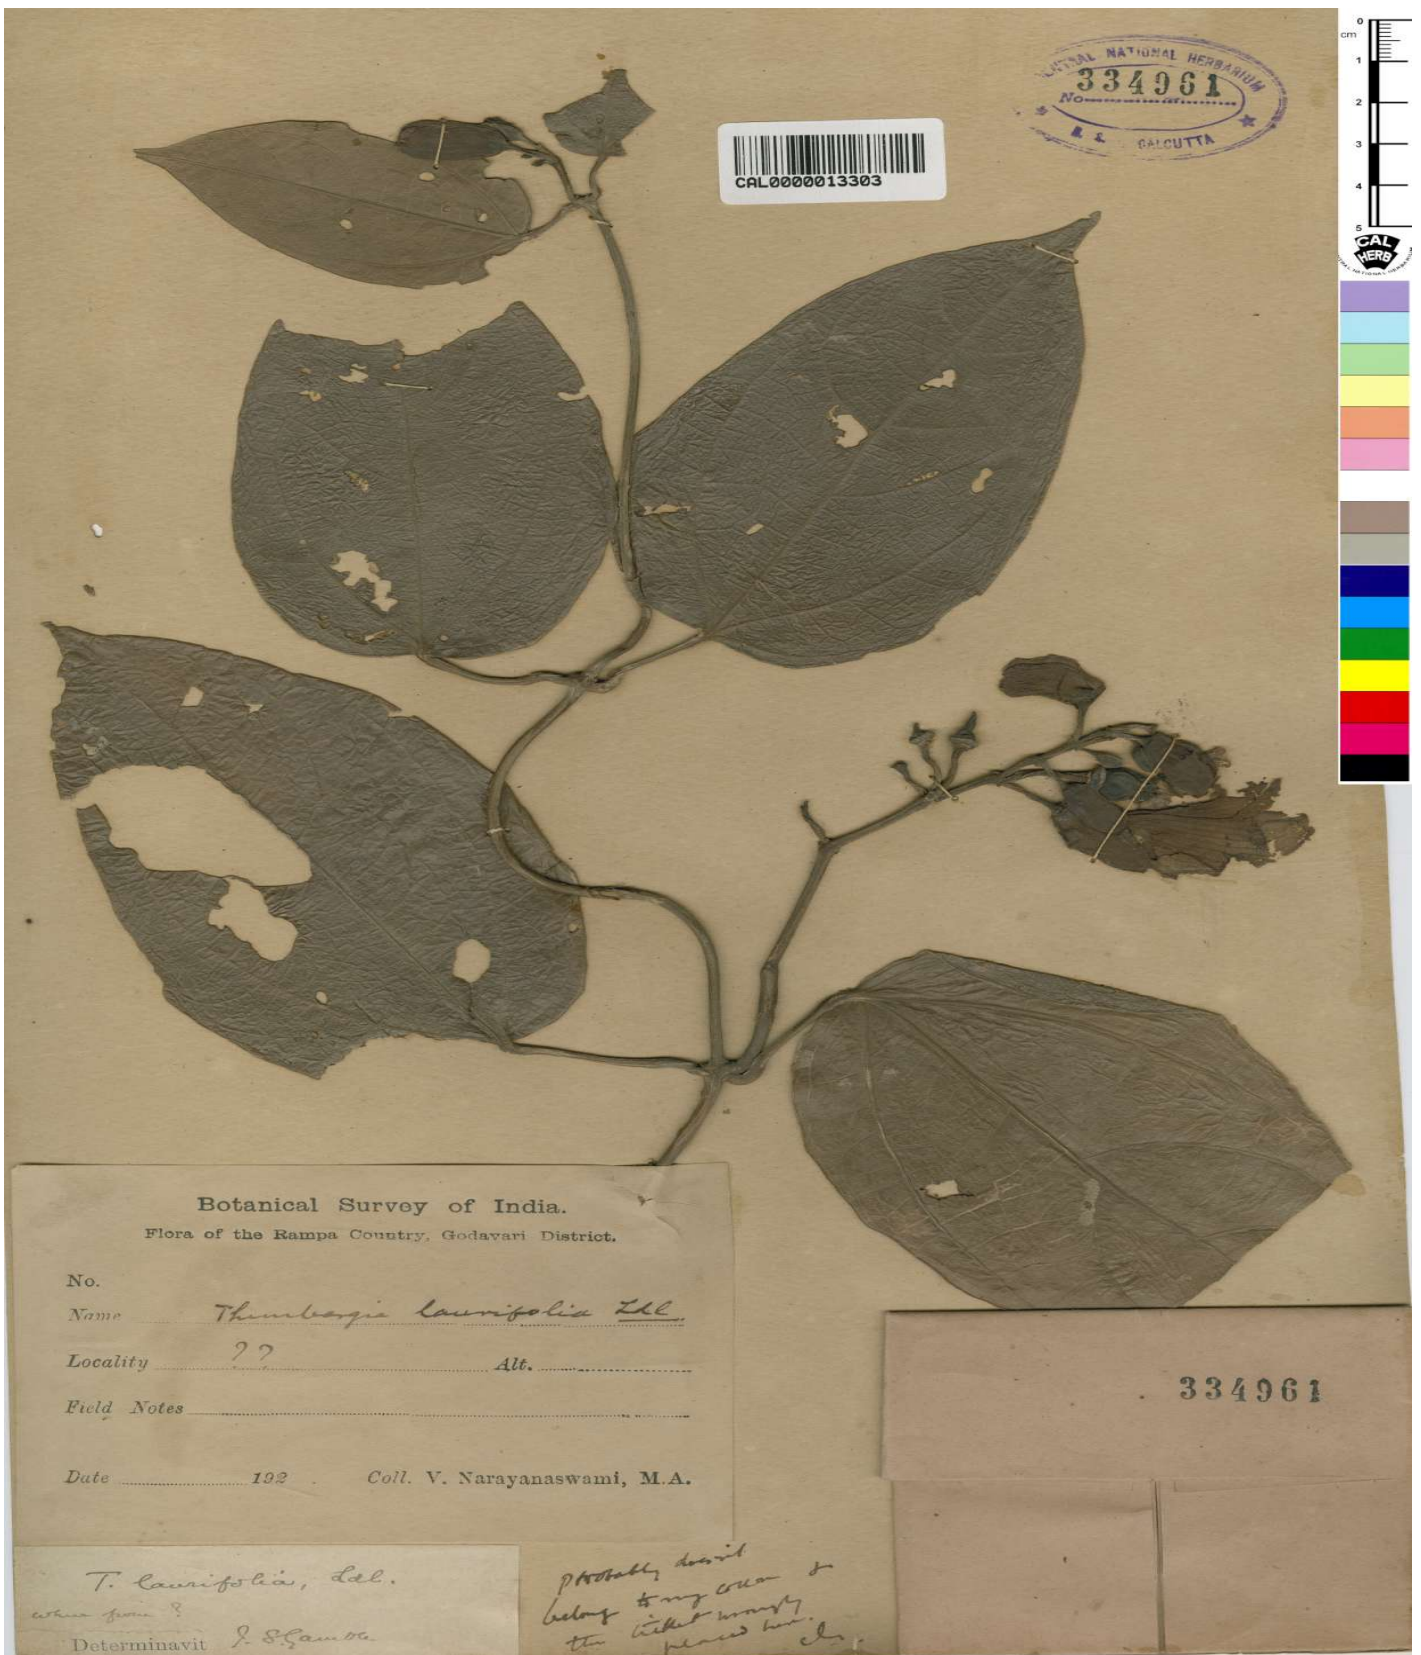 CENTRAL NATIONAL HERBARIUM
334961
No
CALCUTTA
CAL0000013303
0
cm
1
2
3
4
5
CAL
HERB
Botanical Survey of India.
Flora of the Rampa Country, Godavari District.
No.
Name Thunbergia laurifolia Ldl.
Locality ?? Alt.
Field Notes
Date 192 . Coll. V. Narayanaswami, M.A.
334961
T. laurifolia, Ldl.
where from?
Determinavit J. S. Gamble
probably doesn't
belong to my
the ticket wrongly
placed here.